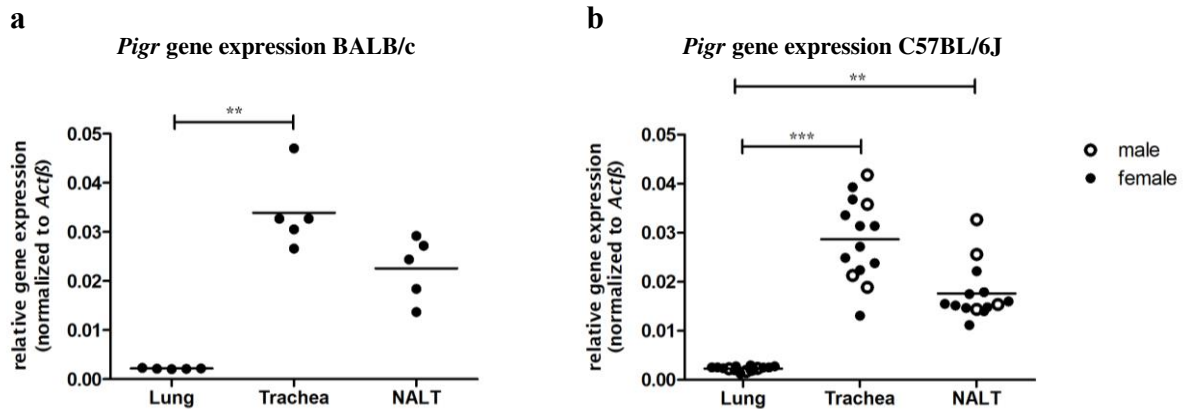 a
Pigr gene expression BALB/c
**
relative gene expression
(normalized to Actß)
0.05
0.04
0.03
0.02
0.01
0.00
Lung Trachea NALT
b
Pigr gene expression C57BL/6J
**
***
relative gene expression
(normalized to Actß)
0.05
0.04
0.03
0.02
0.01
0.00
Lung Trachea NALT
male
female